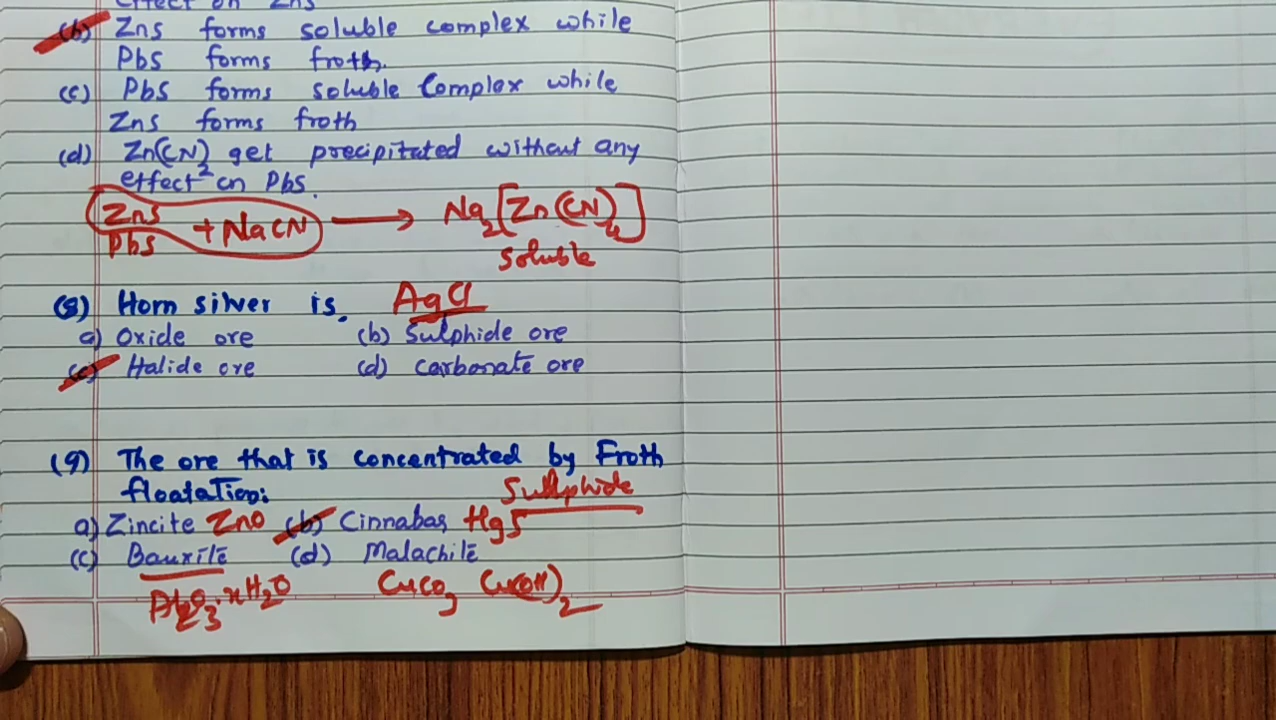 effect on ZnS
(b) ZnS forms soluble complex while
PbS forms froth.
(c) PbS forms soluble Complex while
ZnS forms froth
(d) Zn(CN)2 get precipitated without any
effect on PbS.
ZnS
PbS + NaCN → Na2[Zn(CN)4]
soluble
(8) Horn silver is. AgCl
a) Oxide ore (b) Sulphide ore
(c) Halide ore (d) carbonate ore
(9) The ore that is concentrated by Froth
floatation: Sulphide
a) Zincite ZnO (b) Cinnabar HgS
(c) Bauxite (d) Malachite
Al2O3.xH2O CuCO3 Cu(OH)2